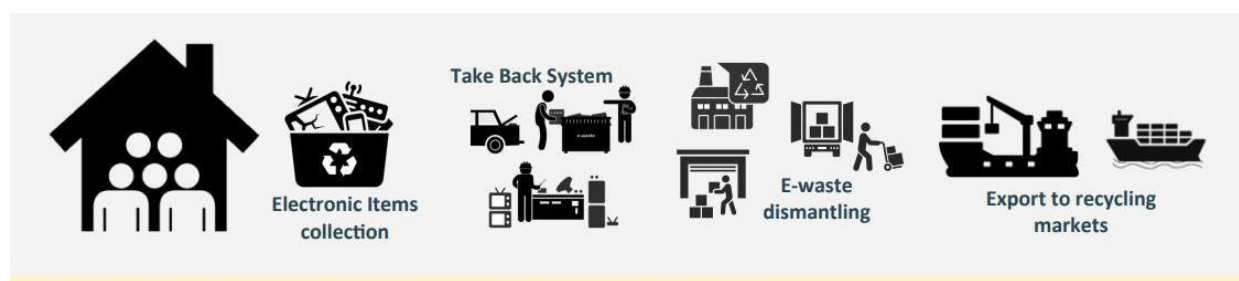 Electronic Items
collection
Take Back System
E-waste
dismantling
Export to recycling
markets